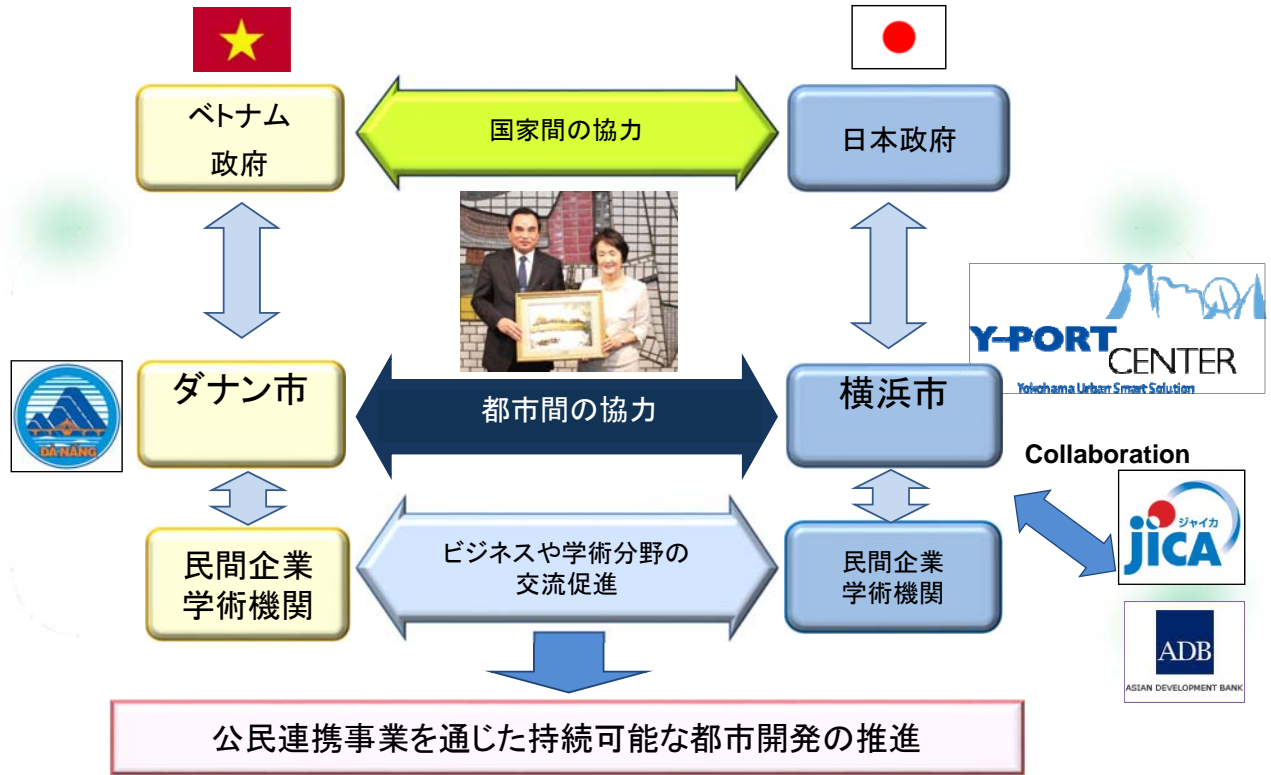 ベトナム
政府
国家間の協力
日本政府
Y-PORT
CENTER
Yokohama Urban Smart Solution
ダナン市
都市間の協力
横浜市
ĐÀ NẴNG
Collaboration
ジャイカ
jICA
民間企業
学術機関
ビジネスや学術分野の
交流促進
民間企業
学術機関
ADB
ASIAN DEVELOPMENT BANK
公民連携事業を通じた持続可能な都市開発の推進